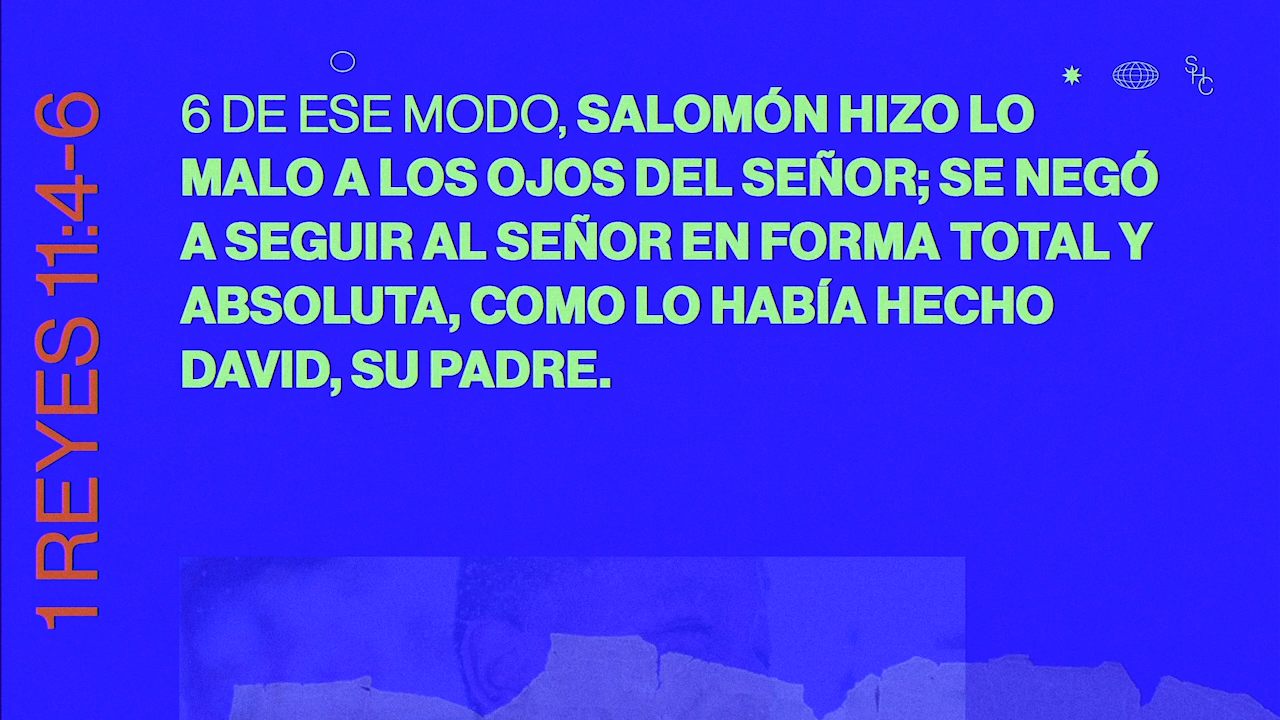 1 REYES 11:4-6
6 DE ESE MODO, SALOMÓN HIZO LO
MALO A LOS OJOS DEL SEÑOR; SE NEGÓ
A SEGUIR AL SEÑOR EN FORMA TOTAL Y
ABSOLUTA, COMO LO HABÍA HECHO
DAVID, SU PADRE.
SHC